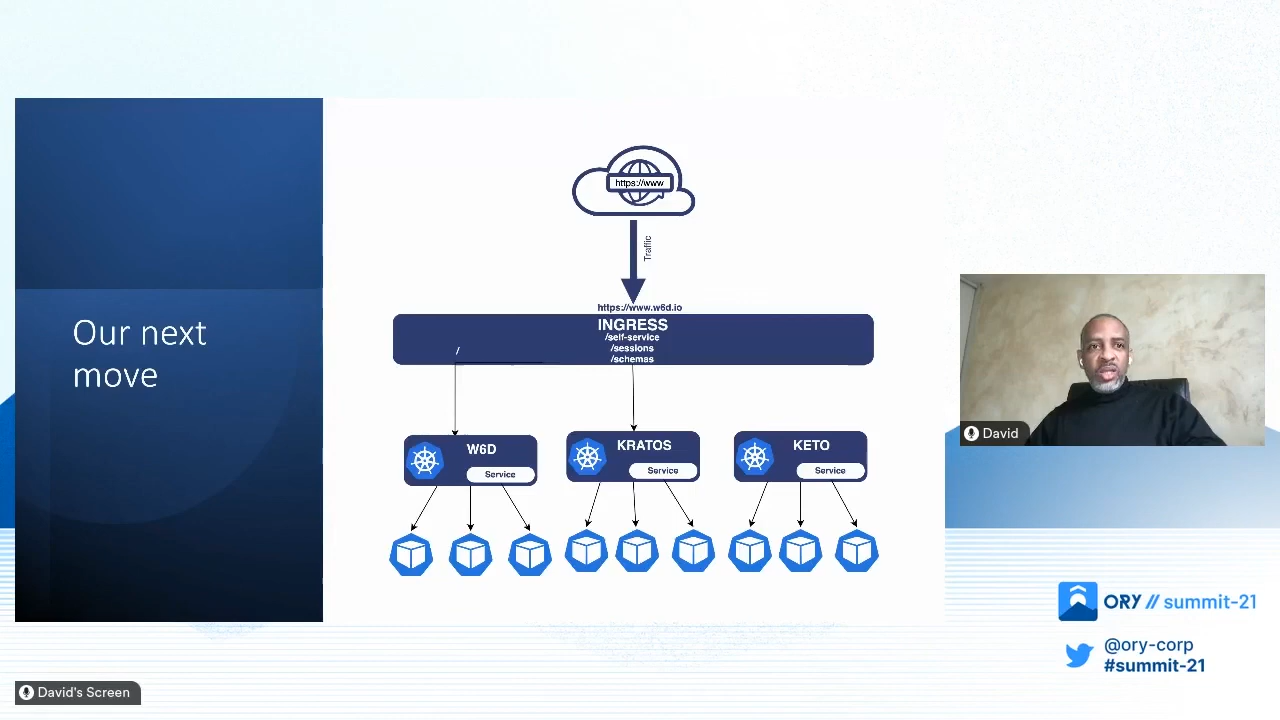 Our next
move
https://www
Traffic
https://www.w6d.io
INGRESS
/self-service
/sessions
/schemas
/
W6D
Service
KRATOS
Service
KETO
Service
David
ORY // summit-21
@ory-corp
#summit-21
David's Screen